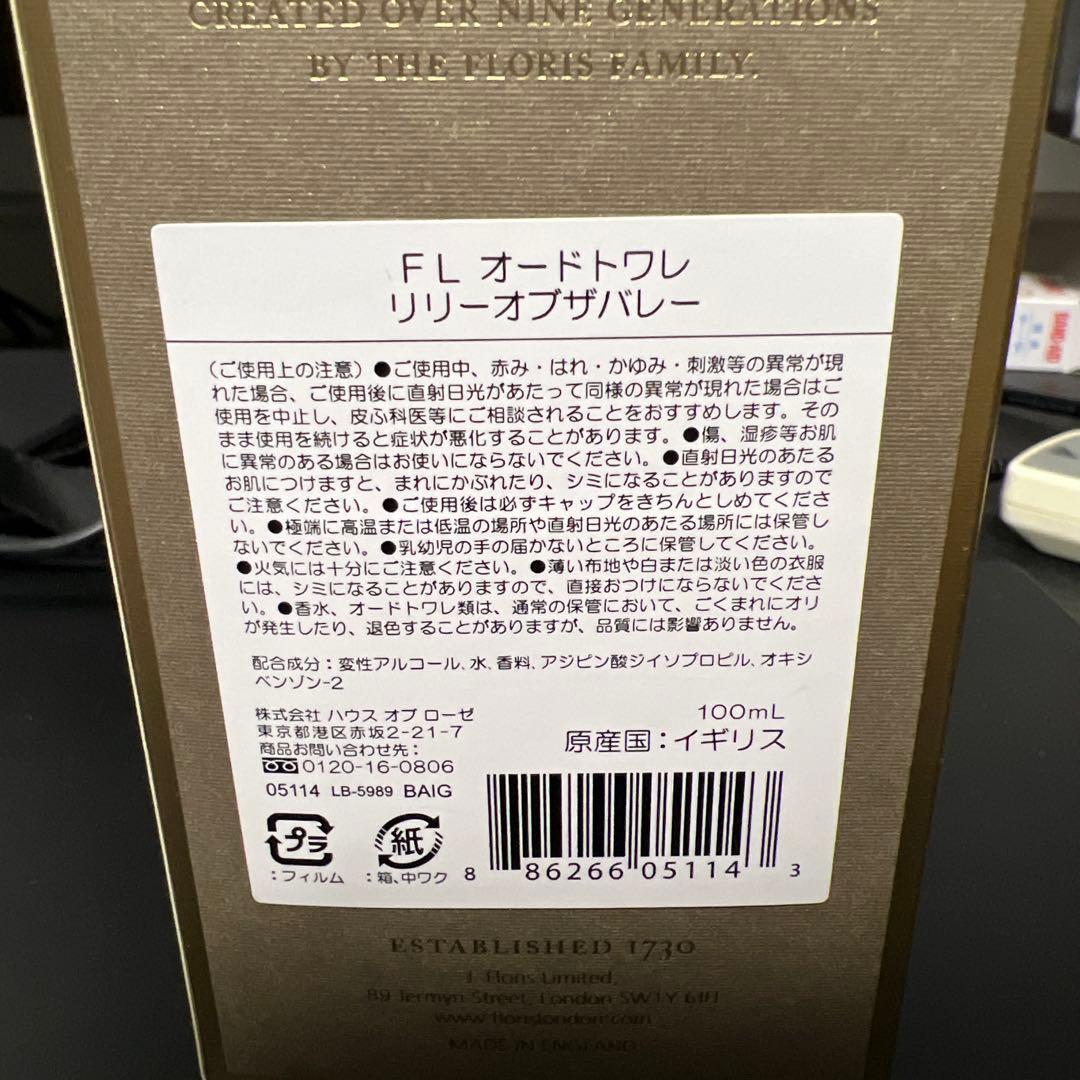 CREATED OVER NINE GENERATIONS
BY THE FLORIS FAMILY.
FL オードトワレ
リリーオブザバレー
(ご使用上の注意) ●ご使用中、赤み・はれ・かゆみ・刺激等の異常が現
れた場合、ご使用後に直射日光があたって同様の異常が現れた場合はご
使用を中止し、皮ふ科医等にご相談されることをおすすめします。その
まま使用を続けると症状が悪化することがあります。●傷、湿疹等お肌
に異常のある場合はお使いにならないでください。●直射日光のあたる
お肌につけますと、まれにかぶれたり、シミになることがありますので
ご注意ください。●ご使用後は必ずキャップをきちんとしめてくださ
い。●極端に高温または低温の場所や直射日光のあたる場所には保管し
ないでください。●乳幼児の手の届かないところに保管してください。
●火気には十分にご注意ください。●薄い布地や白または淡い色の衣服
には、シミになることがありますので、直接おつけにならないでくださ
い。●香水、オードトワレ類は、通常の保管において、ごくまれにオリ
が発生したり、退色することがありますが、品質には影響ありません。
配合成分：変性アルコール、水、香料、アジピン酸ジイソプロピル、オキシ
ベンゾン-2
株式会社 ハウス オブ ローゼ
東京都港区赤坂2-21-7
商品お問い合わせ先：
0120-16-0806
05114 LB-5989 BAIG
100mL
原産国：イギリス
プラ
：フィルム
紙
：箱、中ワク
8 86266 05114 3
ESTABLISHED 1730
J. Floris Limited,
89 Jermyn Street, London SW1Y 6JH
www.florislondon.com
MADE IN ENGLAND
BAND-AID